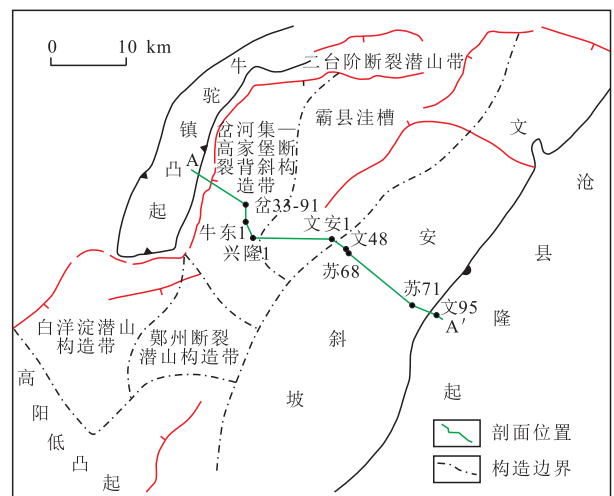 0 10 km
牛驼镇凸起
二台阶断裂潜山带
霸县洼槽
岔河集—
高家堡断
裂背斜构
造带
A
岔33-91
牛东1
兴隆1
文安1
文48
苏68
苏71
文95
A′
文安斜坡
沧县隆起
白洋淀潜山
构造带
鄚州断裂
潜山构造带
高阳低凸起
剖面位置
构造边界